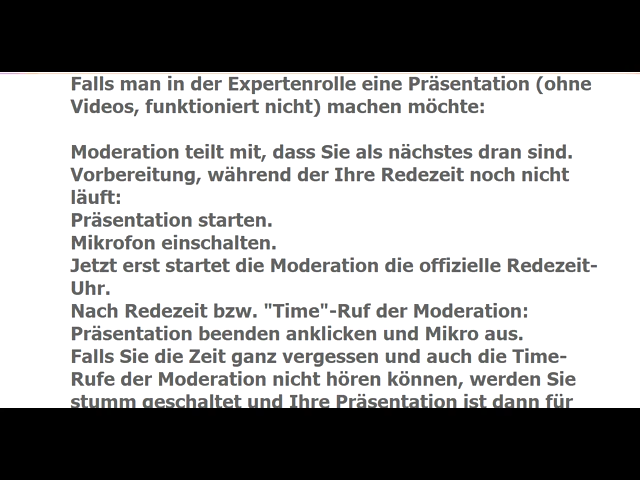 Falls man in der Expertenrolle eine Präsentation (ohne
Videos, funktioniert nicht) machen möchte:
Moderation teilt mit, dass Sie als nächstes dran sind.
Vorbereitung, während der Ihre Redezeit noch nicht
läuft:
Präsentation starten.
Mikrofon einschalten.
Jetzt erst startet die Moderation die offizielle Redezeit-
Uhr.
Nach Redezeit bzw. "Time"-Ruf der Moderation:
Präsentation beenden anklicken und Mikro aus.
Falls Sie die Zeit ganz vergessen und auch die Time-
Rufe der Moderation nicht hören können, werden Sie
stumm geschaltet und Ihre Präsentation ist dann für